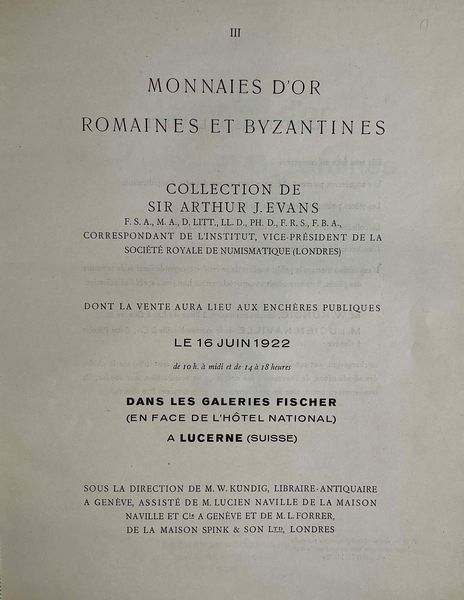 III
MONNAIES D'OR
ROMAINES ET BYZANTINES
COLLECTION DE
SIR ARTHUR J. EVANS
F. S. A., M. A., D. LITT., LL. D., PH. D., F. R. S., F. B. A.,
CORRESPONDANT DE L'INSTITUT, VICE-PRÉSIDENT DE LA
SOCIÉTÉ ROYALE DE NUMISMATIQUE (LONDRES)
DONT LA VENTE AURA LIEU AUX ENCHÈRES PUBLIQUES
LE 16 JUIN 1922
de 10 h. à midi et de 14 à 18 heures
DANS LES GALERIES FISCHER
(EN FACE DE L'HÔTEL NATIONAL)
A LUCERNE (SUISSE)
SOUS LA DIRECTION DE M. W. KUNDIG, LIBRAIRE-ANTIQUAIRE
A GENÈVE, ASSISTÉ DE M. LUCIEN NAVILLE DE LA MAISON
NAVILLE ET Cie A GENÈVE ET DE M. L. FORRER,
DE LA MAISON SPINK & SON LTD, LONDRES